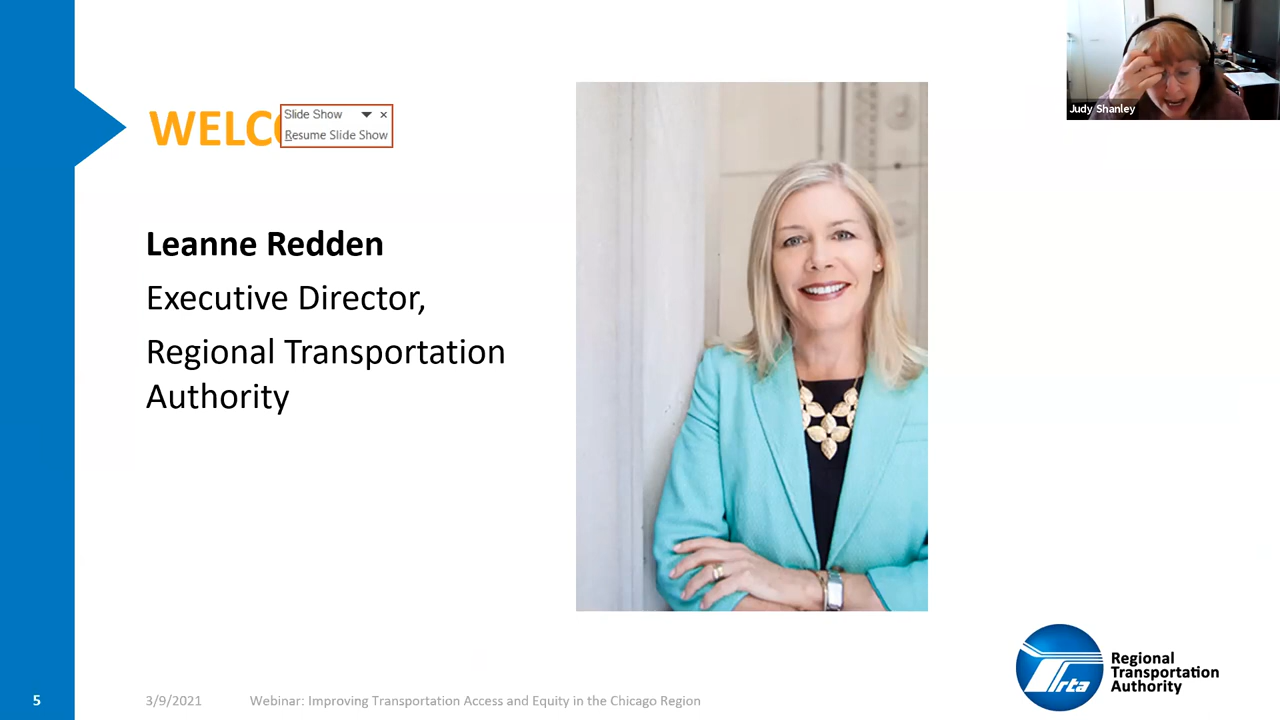 WELC
Slide Show
Resume Slide Show
Judy Shanley
Leanne Redden
Executive Director,
Regional Transportation
Authority
rta
Regional
Transportation
Authority
5
3/9/2021
Webinar: Improving Transportation Access and Equity in the Chicago Region